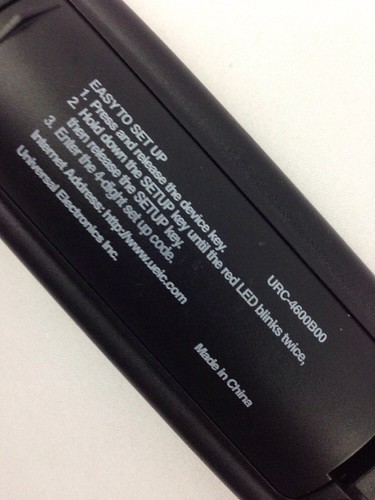 EASY TO SET UP
1. Press and release the device key.
2. Hold down the SETUP key until the red LED blinks twice,
then release the SETUP key.
3. Enter the 4-digit set up code.
Internet Address: http://www.ueic.com
Universal Electronics Inc.
URC-4600B00
Made in China